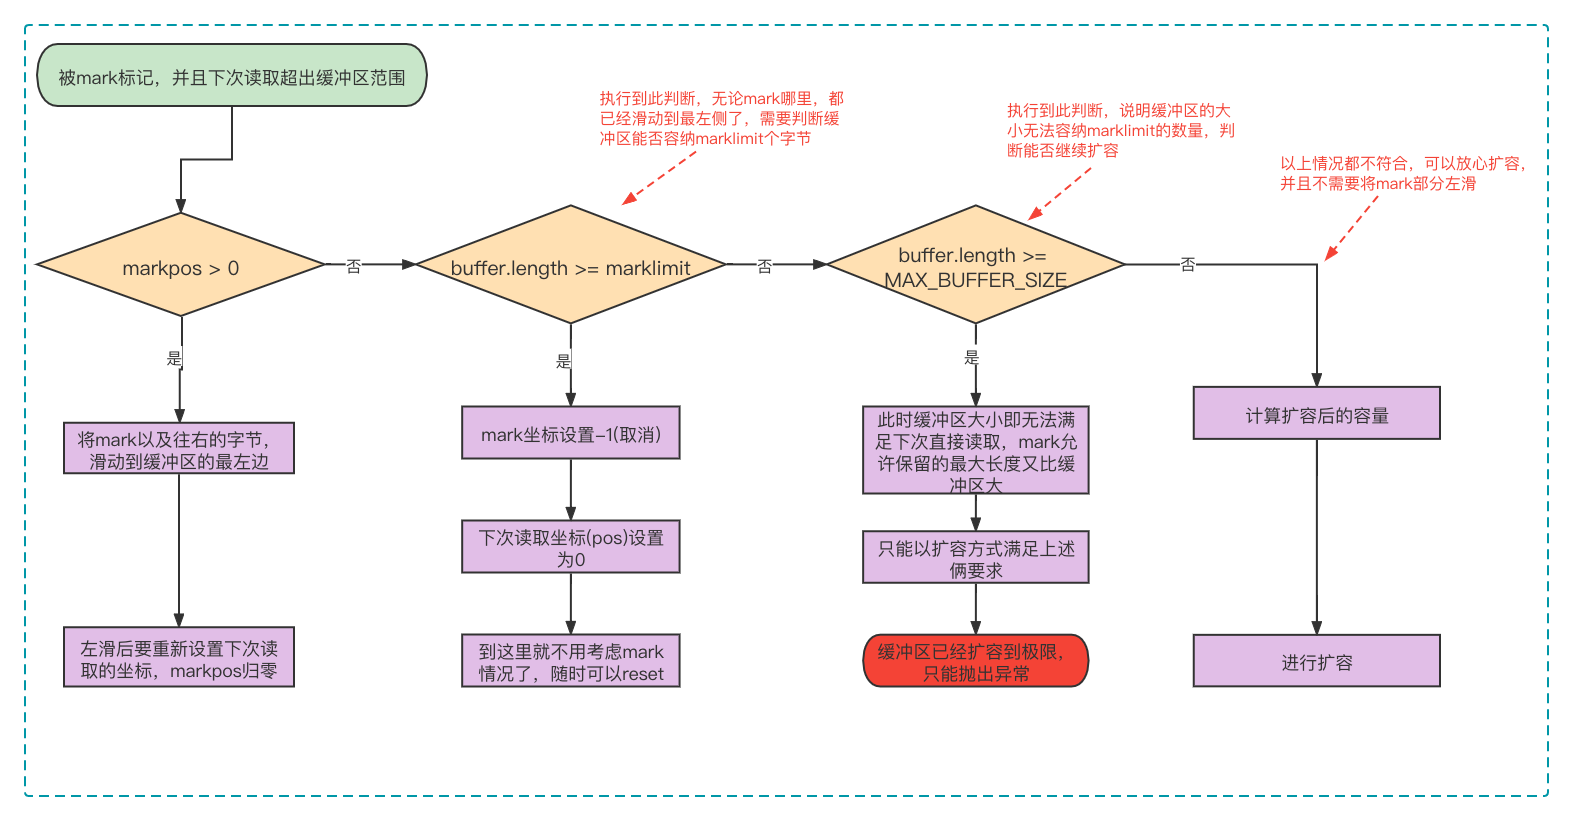 被mark标记，并且下次读取超出缓冲区范围
执行到此判断，无论mark哪里，都
已经滑动到最左侧了，需要判断缓
冲区能否容纳marklimit个字节
执行到此判断，说明缓冲区的大
小无法容纳marklimit的数量，判
断能否继续扩容
以上情况都不符合，可以放心扩容，
并且不需要将mark部分左滑
markpos > 0
否
buffer.length >= marklimit
否
buffer.length >=
MAX_BUFFER_SIZE
否
是
是
是
将mark以及往右的字节，
滑动到缓冲区的最左边
mark坐标设置-1(取消)
此时缓冲区大小即无法满
足下次直接读取，mark允
许保留的最大长度又比缓
冲区大
计算扩容后的容量
下次读取坐标(pos)设置
为0
只能以扩容方式满足上述
俩要求
左滑后要重新设置下次读
取的坐标，markpos归零
到这里就不用考虑mark
情况了，随时可以reset
缓冲区已经扩容到极限，
只能抛出异常
进行扩容